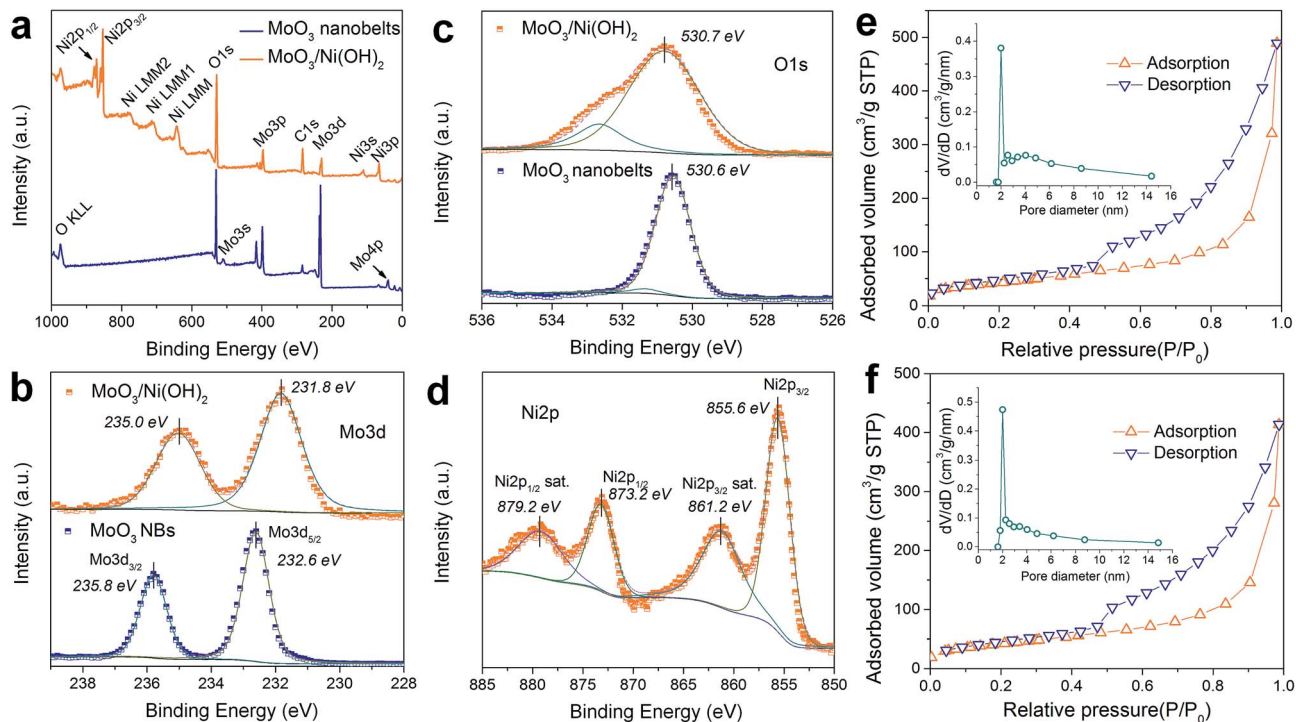 a
Ni2p1/2
Ni2p3/2
MoO3 nanobelts
MoO3/Ni(OH)2
Ni LMM2
Ni LMM1
Ni LMM
O1s
Mo3p
C1s
Mo3d
Ni3s
Ni3p
O KLL
Mo3s
Mo4p
Intensity (a.u.)
1000 800 600 400 200 0
Binding Energy (eV)
b
MoO3/Ni(OH)2
235.0 eV
231.8 eV
Mo3d
MoO3 NBs
Mo3d3/2
235.8 eV
Mo3d5/2
232.6 eV
Intensity (a.u.)
238 236 234 232 230 228
Binding Energy (eV)
c
MoO3/Ni(OH)2
530.7 eV
O1s
MoO3 nanobelts
530.6 eV
Intensity (a.u.)
536 534 532 530 528 526
Binding Energy (eV)
d
Ni2p
Ni2p3/2
855.6 eV
Ni2p1/2 sat.
879.2 eV
Ni2p1/2
873.2 eV
Ni2p3/2 sat.
861.2 eV
Intensity (a.u.)
885 880 875 870 865 860 855 850
Binding Energy (eV)
e
Adsorbed volume (cm3/g STP)
500
400
300
200
100
0
dV/dD (cm3/g/nm)
0.4
0.3
0.2
0.1
0.0
0 2 4 6 8 10 12 14 16
Pore diameter (nm)
Adsorption
Desorption
0.0 0.2 0.4 0.6 0.8 1.0
Relative pressure(P/P0)
f
Adsorbed volume (cm3/g STP)
500
400
300
200
100
0
dV/dD (cm3/g/nm)
0.5
0.4
0.3
0.2
0.1
0.0
0 2 4 6 8 10 12 14 16
Pore diameter (nm)
Adsorption
Desorption
0.0 0.2 0.4 0.6 0.8 1.0
Relative pressure(P/P0)